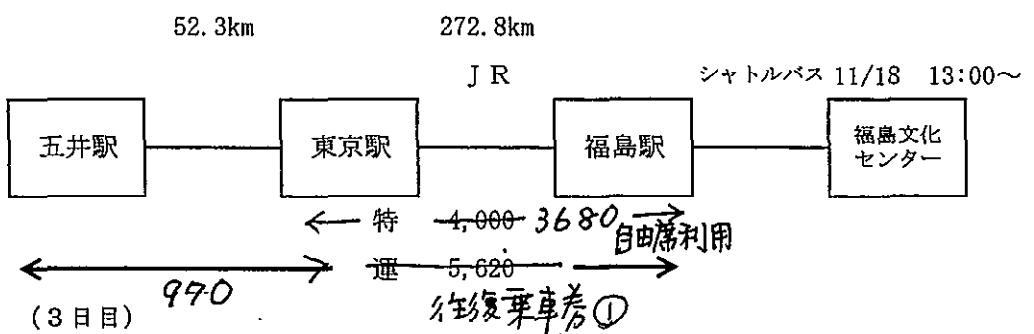 52.3km 272.8km
JR シャトルバス 11/18 13:00～
五井駅 東京駅 福島駅 福島文化
センター
特 4,000 3680
自由席利用
運 5,620
970 往復乗車券①
(3日目)